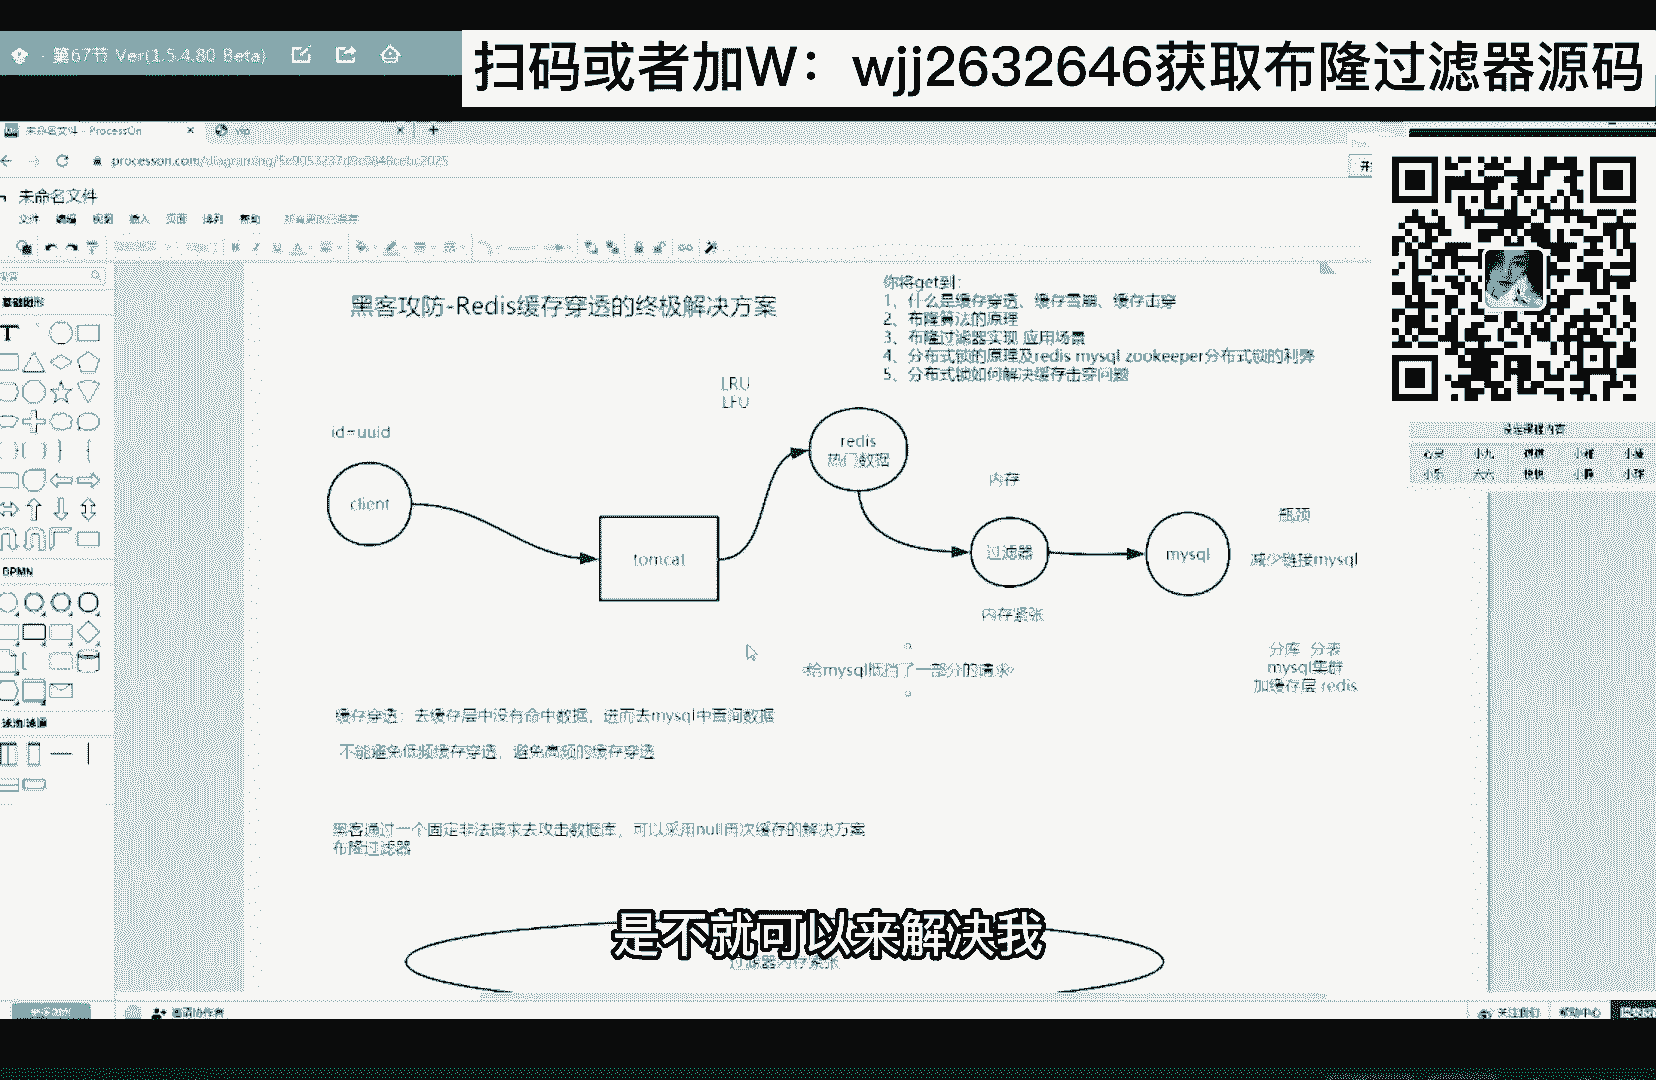 · 第67节 Ver(1.5.4.80 Beta)
扫码或者加W：wjj2632646获取布隆过滤器源码
未命名文件 - ProcessOn
vip
未命名文件
文件 编辑 视图 插入 页面 排列 帮助
基础图形
黑客攻防-Redis缓存穿透的终极解决方案
你将get到：
1、什么是缓存穿透、缓存雪崩、缓存击穿
2、布隆算法的原理
3、布隆过滤器实现 应用场景
4、分布式锁的原理及redis mysql zookeeper分布式锁的利弊
5、分布式锁如何解决缓存击穿问题
LRU
LFU
id=uuid
client
tomcat
redis
热门数据
内存
过滤器
内存紧张
mysql
瓶颈
减少链接mysql
分库 分表
mysql集群
加缓存层 redis
给mysql抵挡了一部分的请求
缓存穿透：去缓存层中没有命中数据，进而去mysql中查询数据
不能避免低频缓存穿透，避免高频的缓存穿透
黑客通过一个固定非法请求去攻击数据库，可以采用null再次缓存的解决方案
布隆过滤器
BPMN
过滤器内存紧张
是不就可以来解决我
邀请协作者
关注我们
帮助中心